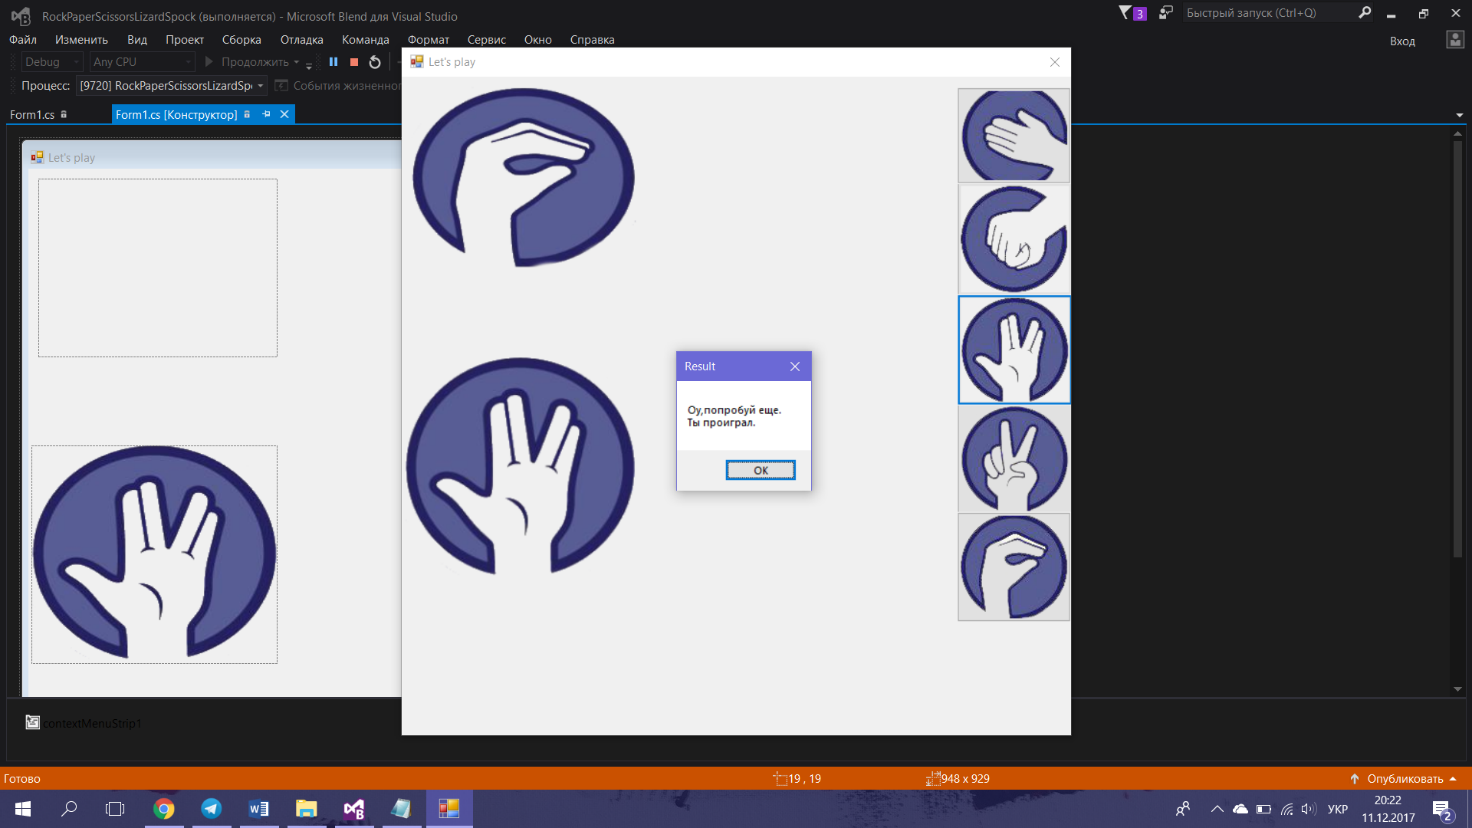 RockPaperScissorsLizardSpock (выполняется) - Microsoft Blend для Visual Studio
3
Быстрый запуск (Ctrl+Q)
Файл Изменить Вид Проект Сборка Отладка Команда Формат Сервис Окно Справка
Вход
Debug Any CPU Продолжить
Процесс: [9720] RockPaperScissorsLizardSp События жизненног
Form1.cs Form1.cs [Конструктор]
Let's play
Let's play
Result
Оу,попробуй еще.
Ты проиграл.
OK
contextMenuStrip1
Готово
19 , 19
948 x 929
Опубликовать
УКР
20:22
11.12.2017
2